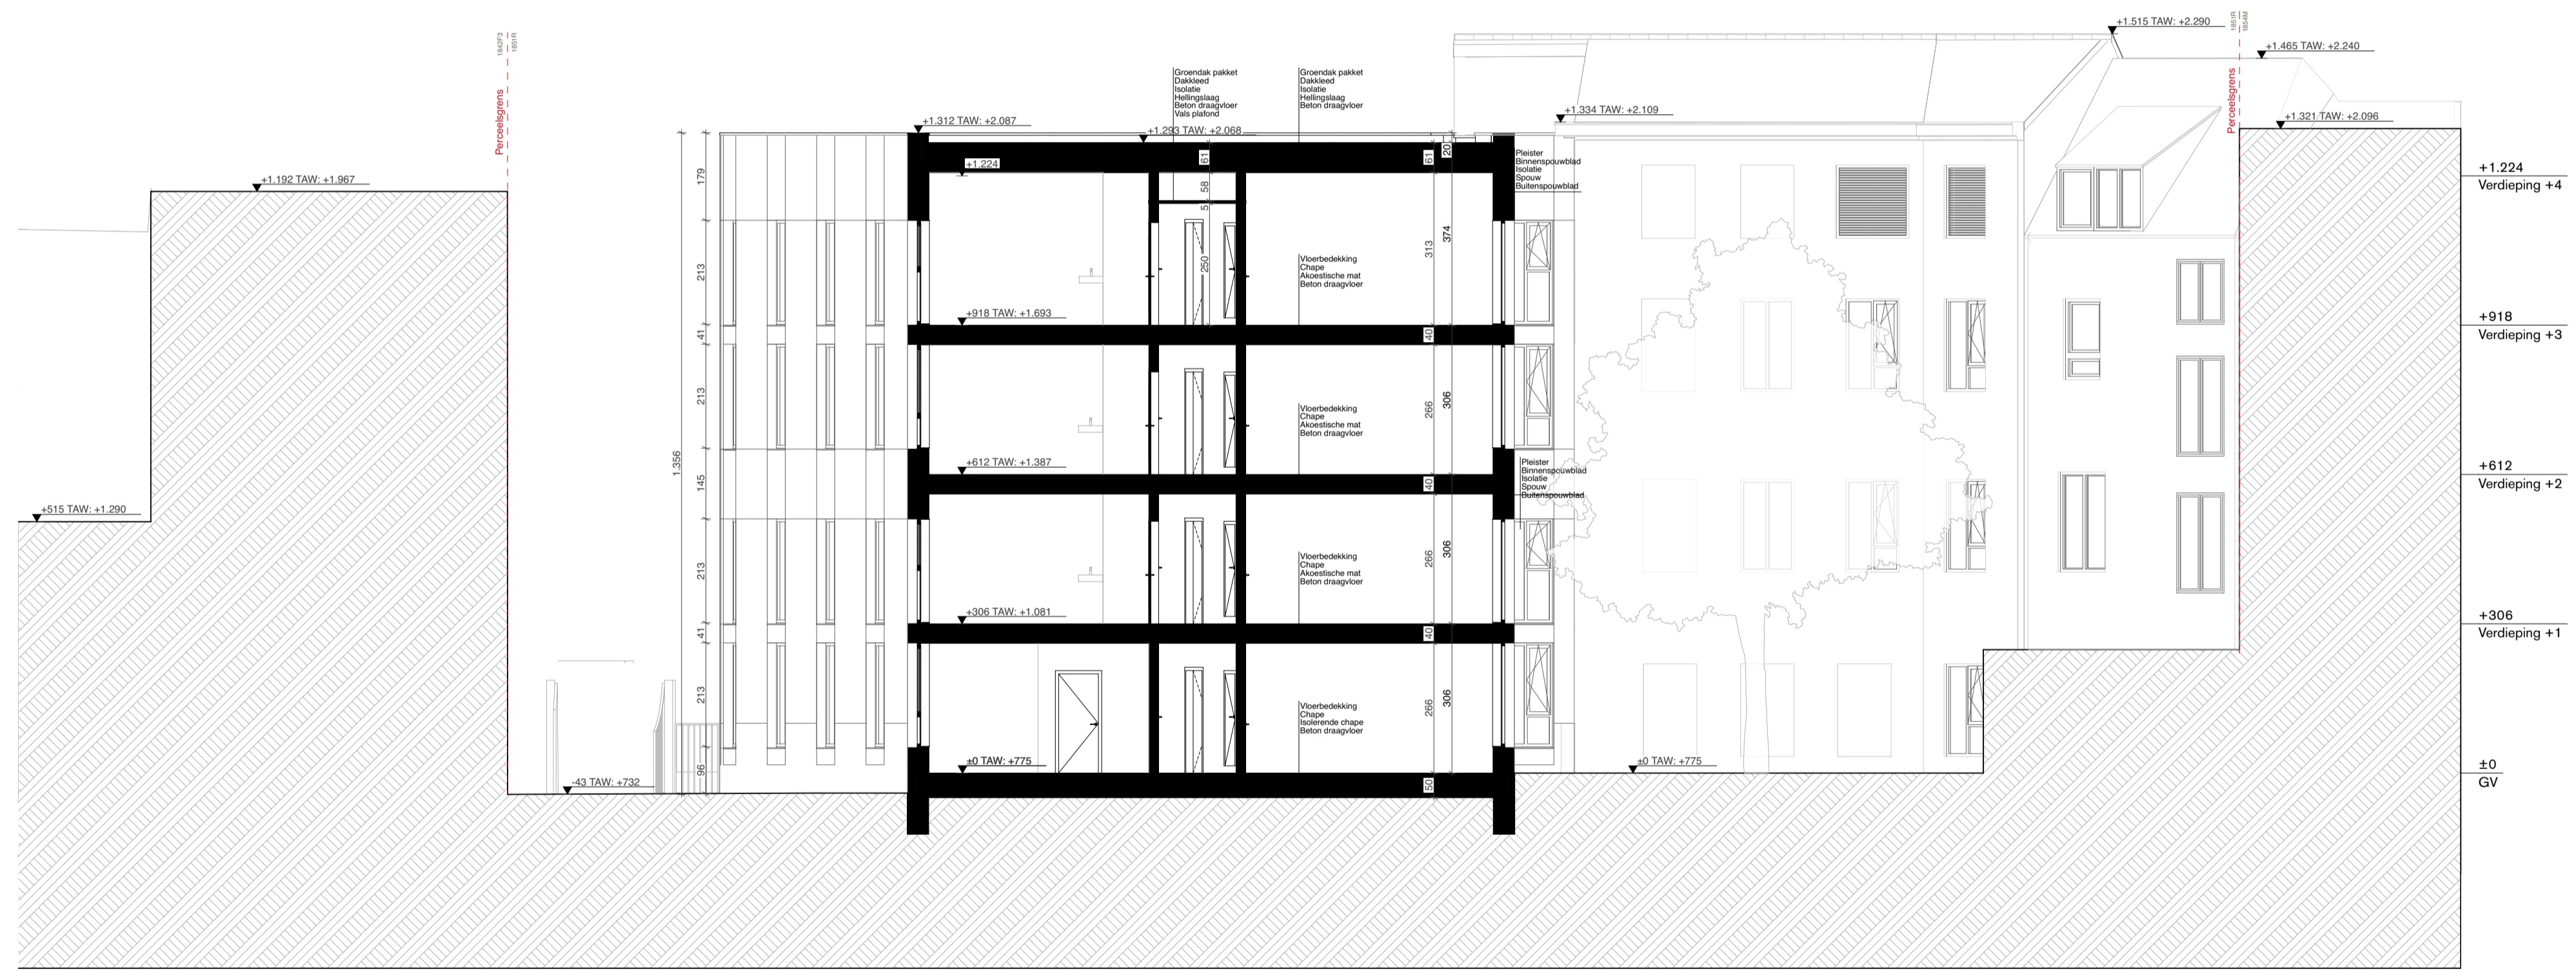 1842F3
1851R
Perceelsgrens
+1.192 TAW: +1.967
+515 TAW: +1.290
-43 TAW: +732
1.356
179
213
41
213
145
213
41
213
96
+1.312 TAW: +2.087
+1.293 TAW: +2.068
+1.224
+918 TAW: +1.693
+612 TAW: +1.387
+306 TAW: +1.081
±0 TAW: +775
Groendak pakket
Dakkleed
Isolatie
Hellingslaag
Beton draagvloer
Vals plafond
Groendak pakket
Dakkleed
Isolatie
Hellingslaag
Beton draagvloer
61
58
5
250
61
20
313
374
40
266
306
40
266
306
40
266
306
50
Vloerbedekking
Chape
Akoestische mat
Beton draagvloer
Vloerbedekking
Chape
Akoestische mat
Beton draagvloer
Vloerbedekking
Chape
Akoestische mat
Beton draagvloer
Vloerbedekking
Chape
Isolerende chape
Beton draagvloer
Pleister
Binnenspouwblad
Isolatie
Spouw
Buitenspouwblad
Pleister
Binnenspouwblad
Isolatie
Spouw
Buitenspouwblad
+1.334 TAW: +2.109
±0 TAW: +775
+1.515 TAW: +2.290
1851R
1854M
Perceelsgrens
+1.465 TAW: +2.240
+1.321 TAW: +2.096
+1.224
Verdieping +4
+918
Verdieping +3
+612
Verdieping +2
+306
Verdieping +1
±0
GV